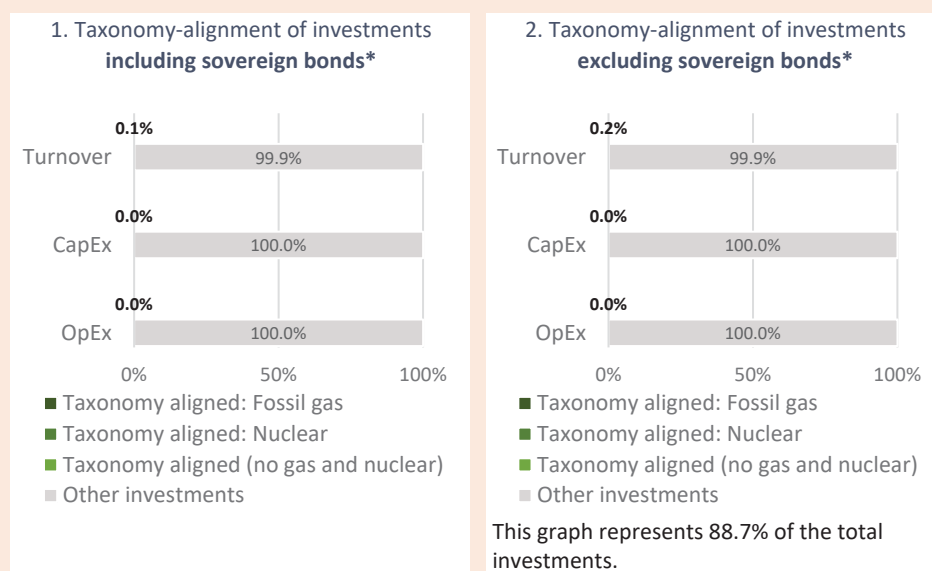 1. Taxonomy-alignment of investments
including sovereign bonds*
0.1%
Turnover
99.9%
0.0%
CapEx
100.0%
0.0%
OpEx
100.0%
0% 50% 100%
Taxonomy aligned: Fossil gas
Taxonomy aligned: Nuclear
Taxonomy aligned (no gas and nuclear)
Other investments
2. Taxonomy-alignment of investments
excluding sovereign bonds*
0.2%
Turnover
99.9%
0.0%
CapEx
100.0%
0.0%
OpEx
100.0%
0% 50% 100%
Taxonomy aligned: Fossil gas
Taxonomy aligned: Nuclear
Taxonomy aligned (no gas and nuclear)
Other investments
This graph represents 88.7% of the total
investments.